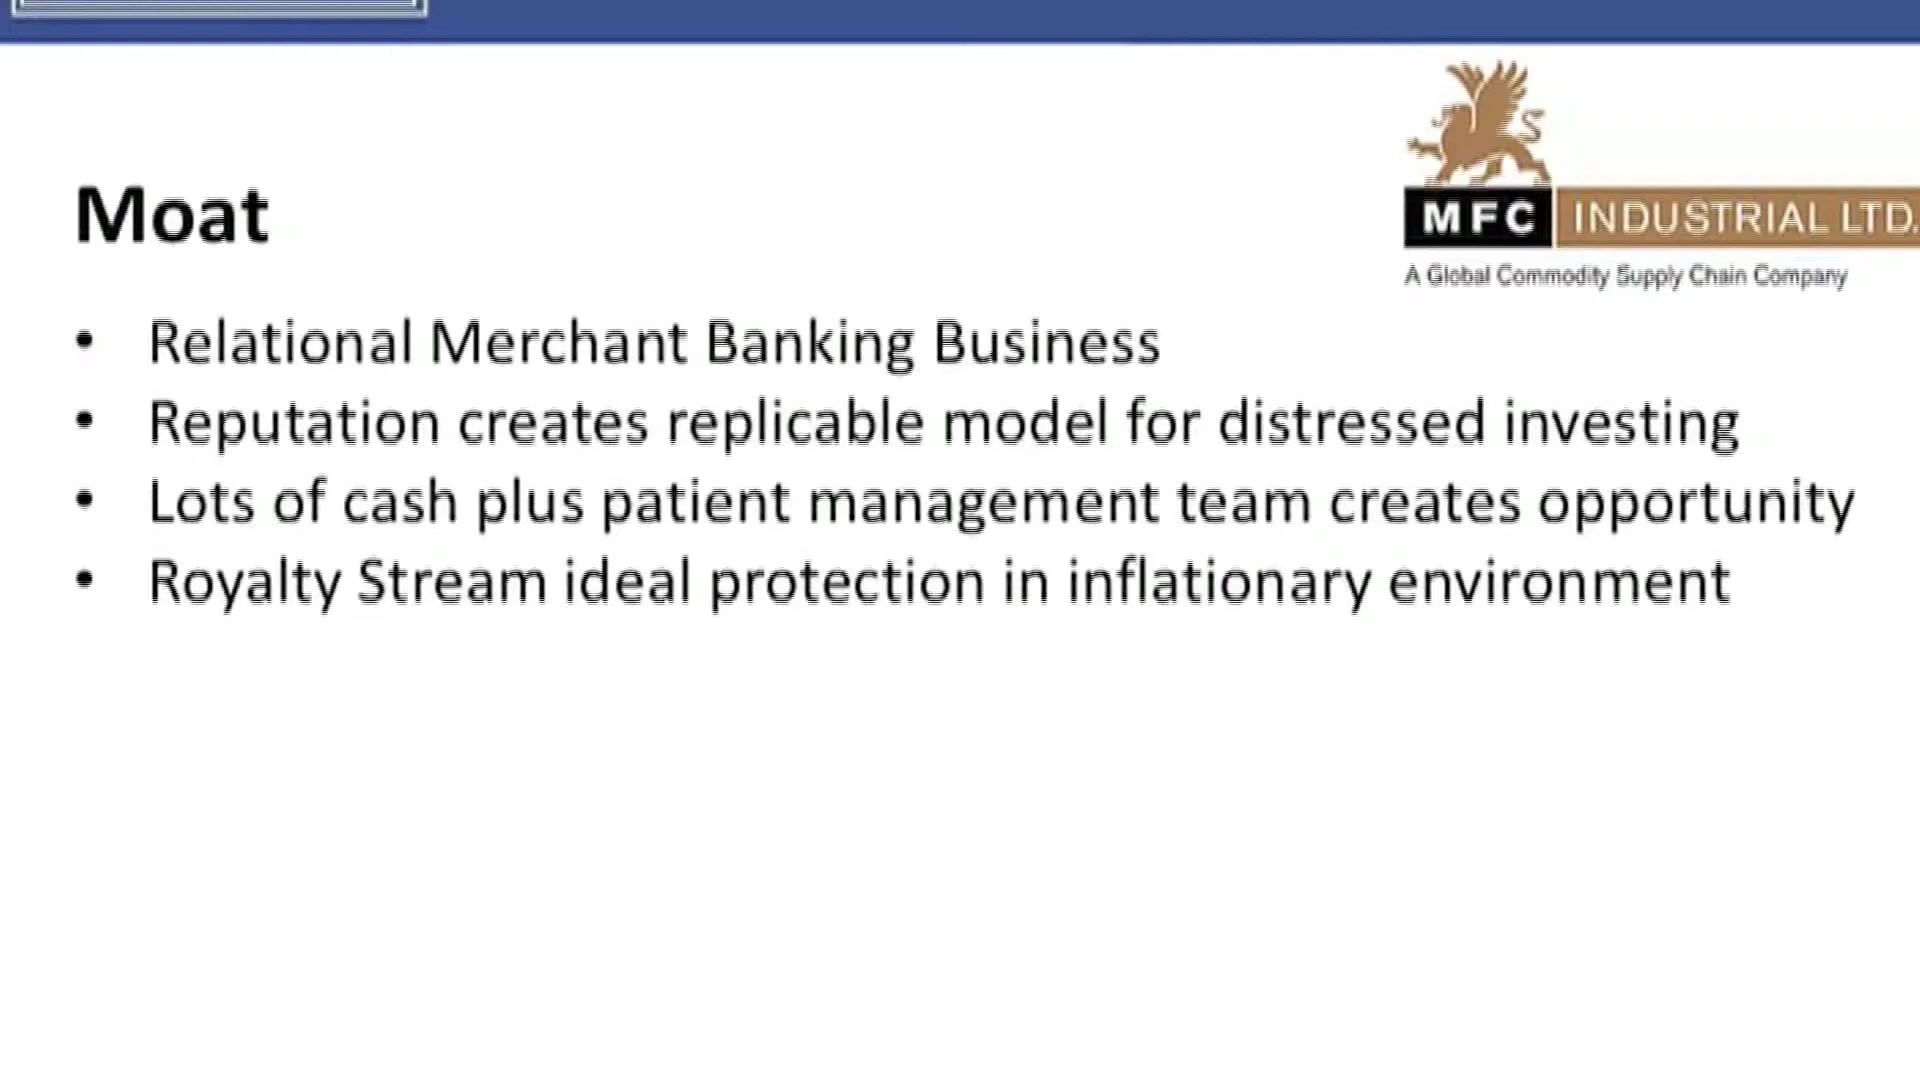 MFC INDUSTRIAL LTD.
A Global Commodity Supply Chain Company
Moat
• Relational Merchant Banking Business
• Reputation creates replicable model for distressed investing
• Lots of cash plus patient management team creates opportunity
• Royalty Stream ideal protection in inflationary environment